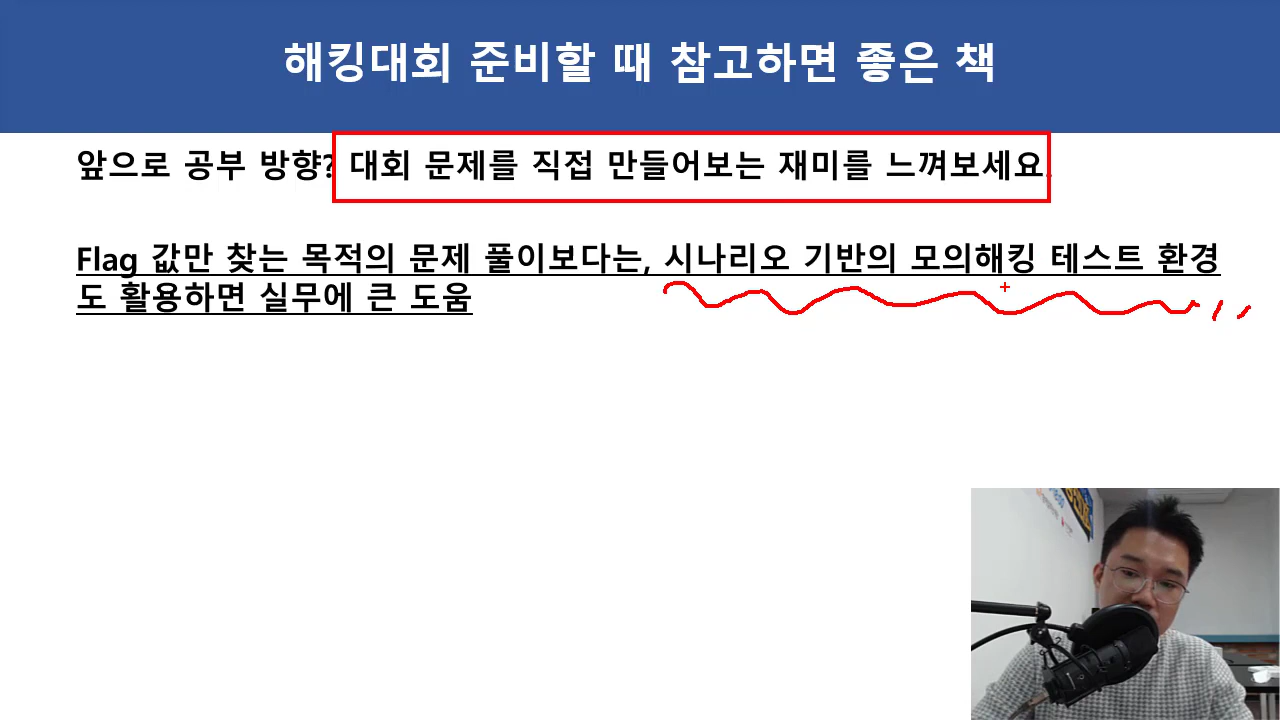 해킹대회 준비할 때 참고하면 좋은 책
앞으로 공부 방향? 대회 문제를 직접 만들어보는 재미를 느껴보세요.
Flag 값만 찾는 목적의 문제 풀이보다는, 시나리오 기반의 모의해킹 테스트 환경
도 활용하면 실무에 큰 도움